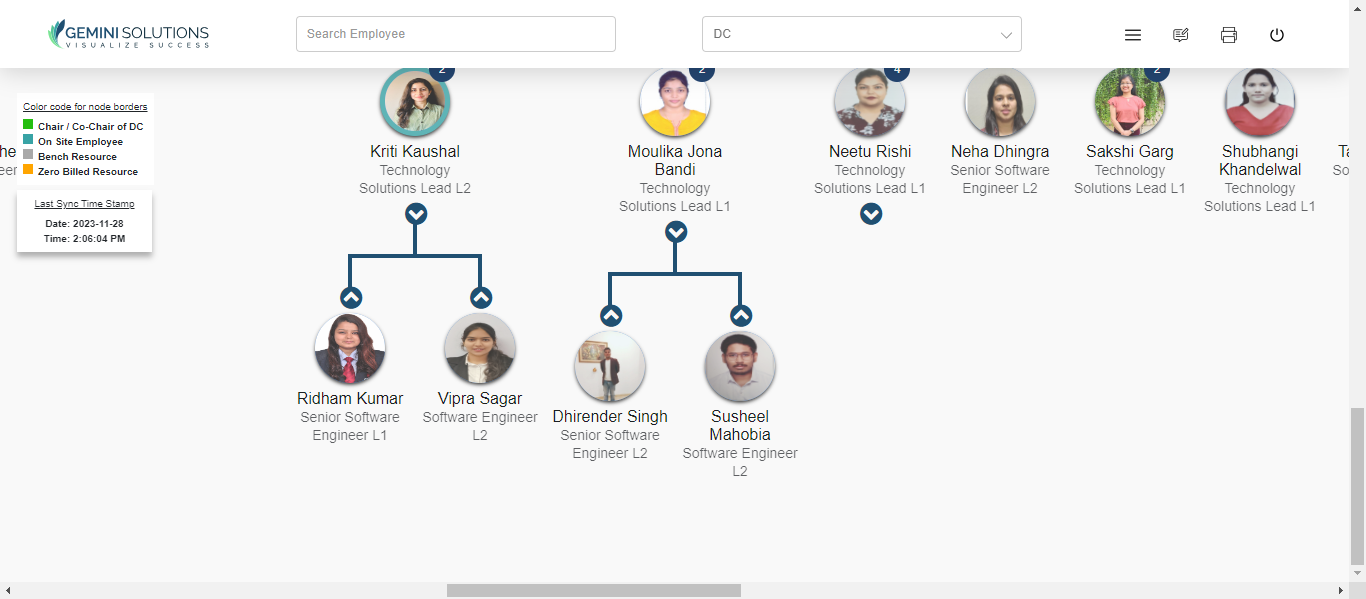 GEMINI SOLUTIONS
VISUALIZE SUCCESS
Search Employee
DC
2
2
4
2
Color code for node borders
Chair / Co-Chair of DC
On Site Employee
Bench Resource
Zero Billed Resource
Last Sync Time Stamp
Date: 2023-11-28
Time: 2:06:04 PM
Kriti Kaushal
Technology
Solutions Lead L2
Moulika Jona
Bandi
Technology
Solutions Lead L1
Neetu Rishi
Technology
Solutions Lead L1
Neha Dhingra
Senior Software
Engineer L2
Sakshi Garg
Technology
Solutions Lead L1
Shubhangi
Khandelwal
Technology
Solutions Lead L1
Ridham Kumar
Senior Software
Engineer L1
Vipra Sagar
Software Engineer
L2
Dhirender Singh
Senior Software
Engineer L2
Susheel
Mahobia
Software Engineer
L2